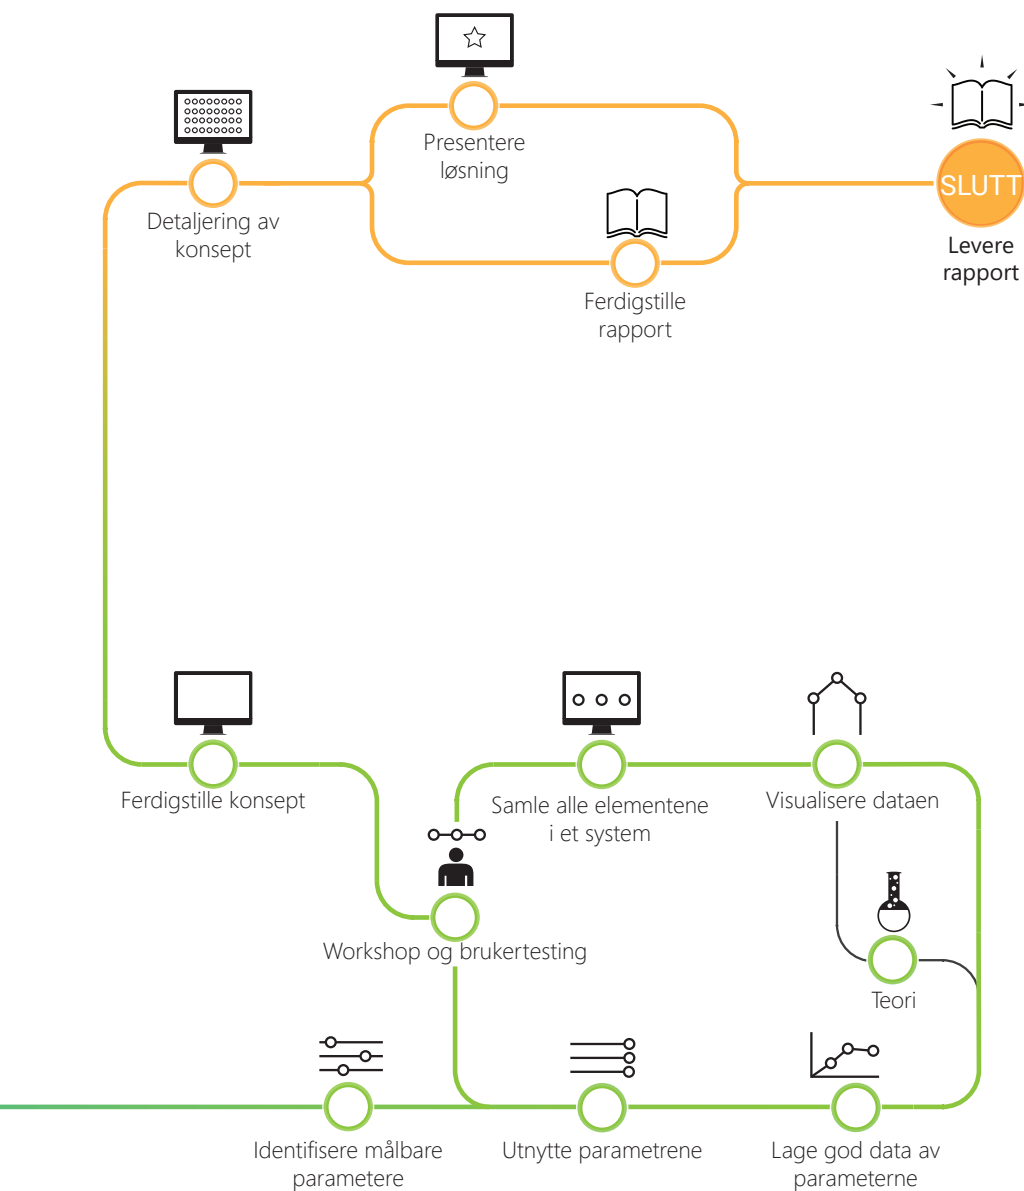 Presentere
løsning
SLUTT
Detaljering av
konsept
Levere
rapport
Ferdigstille
rapport
Ferdigstille konsept
Samle alle elementene
i et system
Visualisere dataen
Workshop og brukertesting
Teori
Identifisere målbare
parametere
Utnytte parametrene
Lage god data av
parameterne